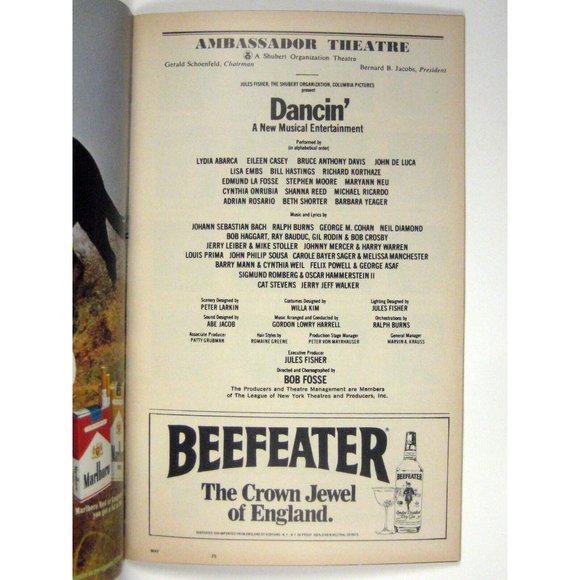 AMBASSADOR THEATRE
A Shubert Organization Theatre
Gerald Schoenfeld, Chairman Bernard B. Jacobs, President
JULES FISHER, THE SHUBERT ORGANIZATION, COLUMBIA PICTURES
present
Dancin'
A New Musical Entertainment
Performed by
(in alphabetical order)
LYDIA ABARCA EILEEN CASEY BRUCE ANTHONY DAVIS JOHN DE LUCA
LISA EMBS BILL HASTINGS RICHARD KORTHAZE
EDMUND LA FOSSE STEPHEN MOORE MARYANN NEU
CYNTHIA ONRUBIA SHANNA REED MICHAEL RICARDO
ADRIAN ROSARIO BETH SHORTER BARBARA YEAGER
Music and Lyrics by
JOHANN SEBASTIAN BACH RALPH BURNS GEORGE M. COHAN NEIL DIAMOND
BOB HAGGART, RAY BAUDUC, GIL RODIN & BOB CROSBY
JERRY LEIBER & MIKE STOLLER JOHNNY MERCER & HARRY WARREN
LOUIS PRIMA JOHN PHILIP SOUSA CAROLE BAYER SAGER & MELISSA MANCHESTER
BARRY MANN & CYNTHIA WEIL FELIX POWELL & GEORGE ASAF
SIGMUND ROMBERG & OSCAR HAMMERSTEIN II
CAT STEVENS JERRY JEFF WALKER
Scenery Designed by Costumes Designed by Lighting Designed by
PETER LARKIN WILLA KIM JULES FISHER
Sound Designed by Music Arranged and Conducted by Orchestrations by
ABE JACOB GORDON LOWRY HARRELL RALPH BURNS
Associate Producer Hair Styles by Production Stage Manager General Manager
PATTY GRUBMAN ROMAINE GREENE PETER VON MAYRHAUSER MARVIN A. KRAUSS
Executive Producer
JULES FISHER
Directed and Choreographed by
BOB FOSSE
The Producers and Theatre Management are Members
of The League of New York Theatres and Producers, Inc.
BEEFEATER®
The Crown Jewel
of England.
BEEFEATER
Marlboro
Marlboro Red or
you get a